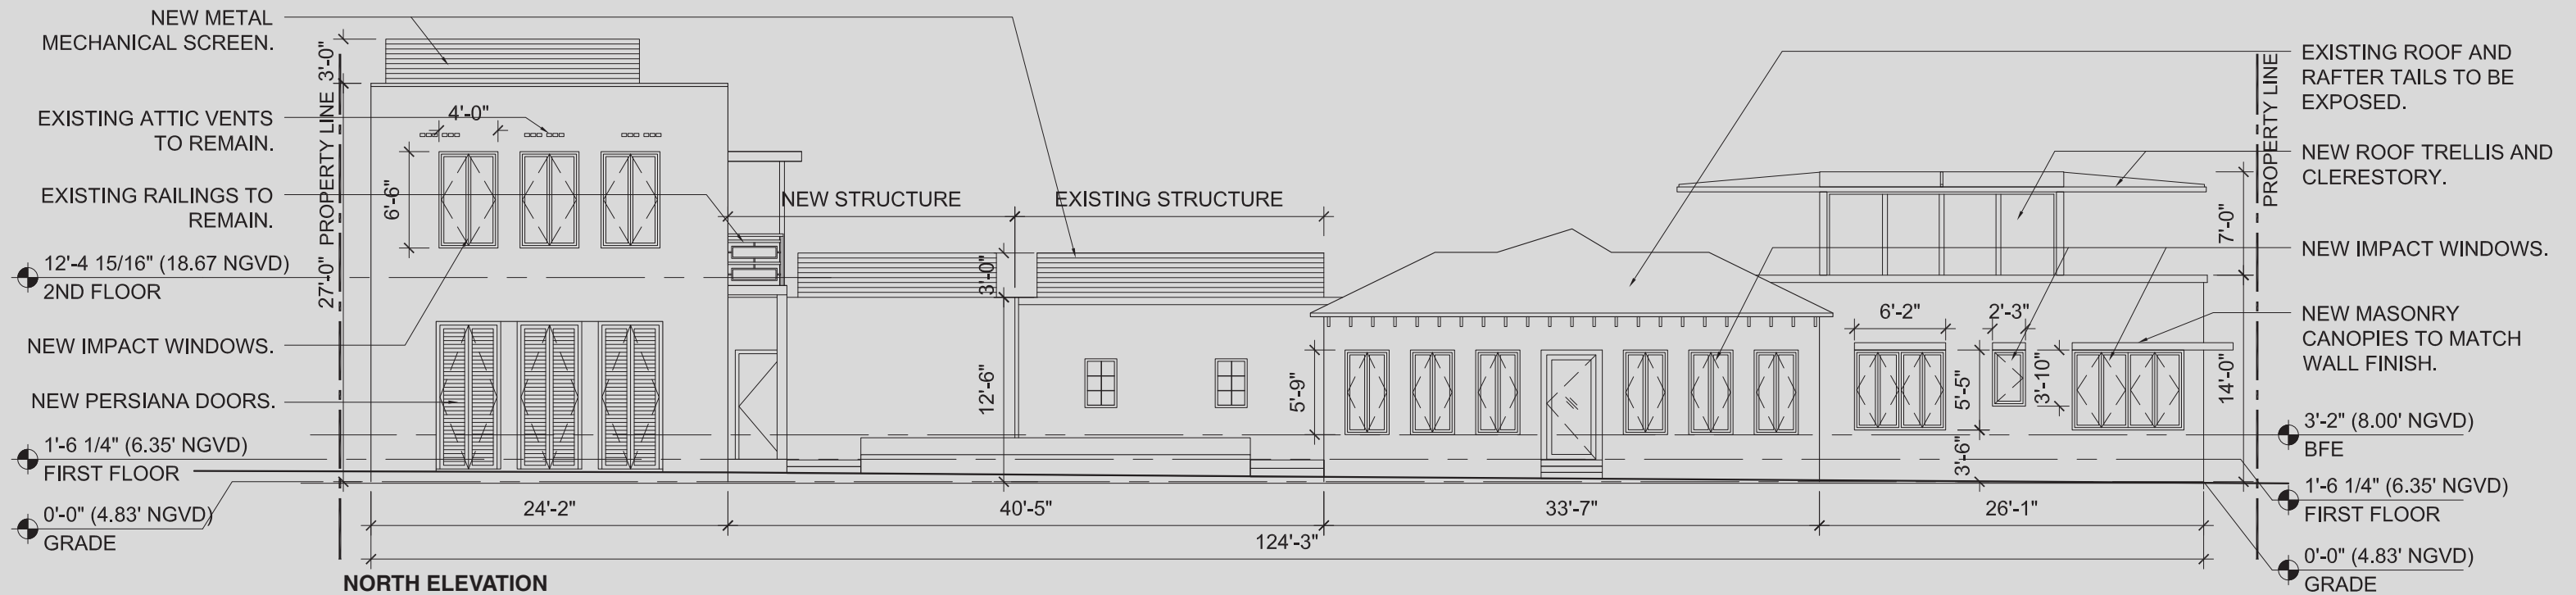 NEW METAL
MECHANICAL SCREEN.
EXISTING ATTIC VENTS
TO REMAIN.
EXISTING RAILINGS TO
REMAIN.
12'-4 15/16" (18.67 NGVD)
2ND FLOOR
NEW IMPACT WINDOWS.
NEW PERSIANA DOORS.
1'-6 1/4" (6.35' NGVD)
FIRST FLOOR
0'-0" (4.83' NGVD)
GRADE
3'-0"
27'-0"
PROPERTY LINE
4'-0"
6'-6"
NEW STRUCTURE
EXISTING STRUCTURE
3'-0"
12'-6"
5'-9"
6'-2"
2'-3"
5'-5"
3'-10"
3'-6"
7'-0"
14'-0"
PROPERTY LINE
EXISTING ROOF AND
RAFTER TAILS TO BE
EXPOSED.
NEW ROOF TRELLIS AND
CLERESTORY.
NEW IMPACT WINDOWS.
NEW MASONRY
CANOPIES TO MATCH
WALL FINISH.
3'-2" (8.00' NGVD)
BFE
1'-6 1/4" (6.35' NGVD)
FIRST FLOOR
0'-0" (4.83' NGVD)
GRADE
24'-2"
40'-5"
33'-7"
26'-1"
124'-3"
NORTH ELEVATION